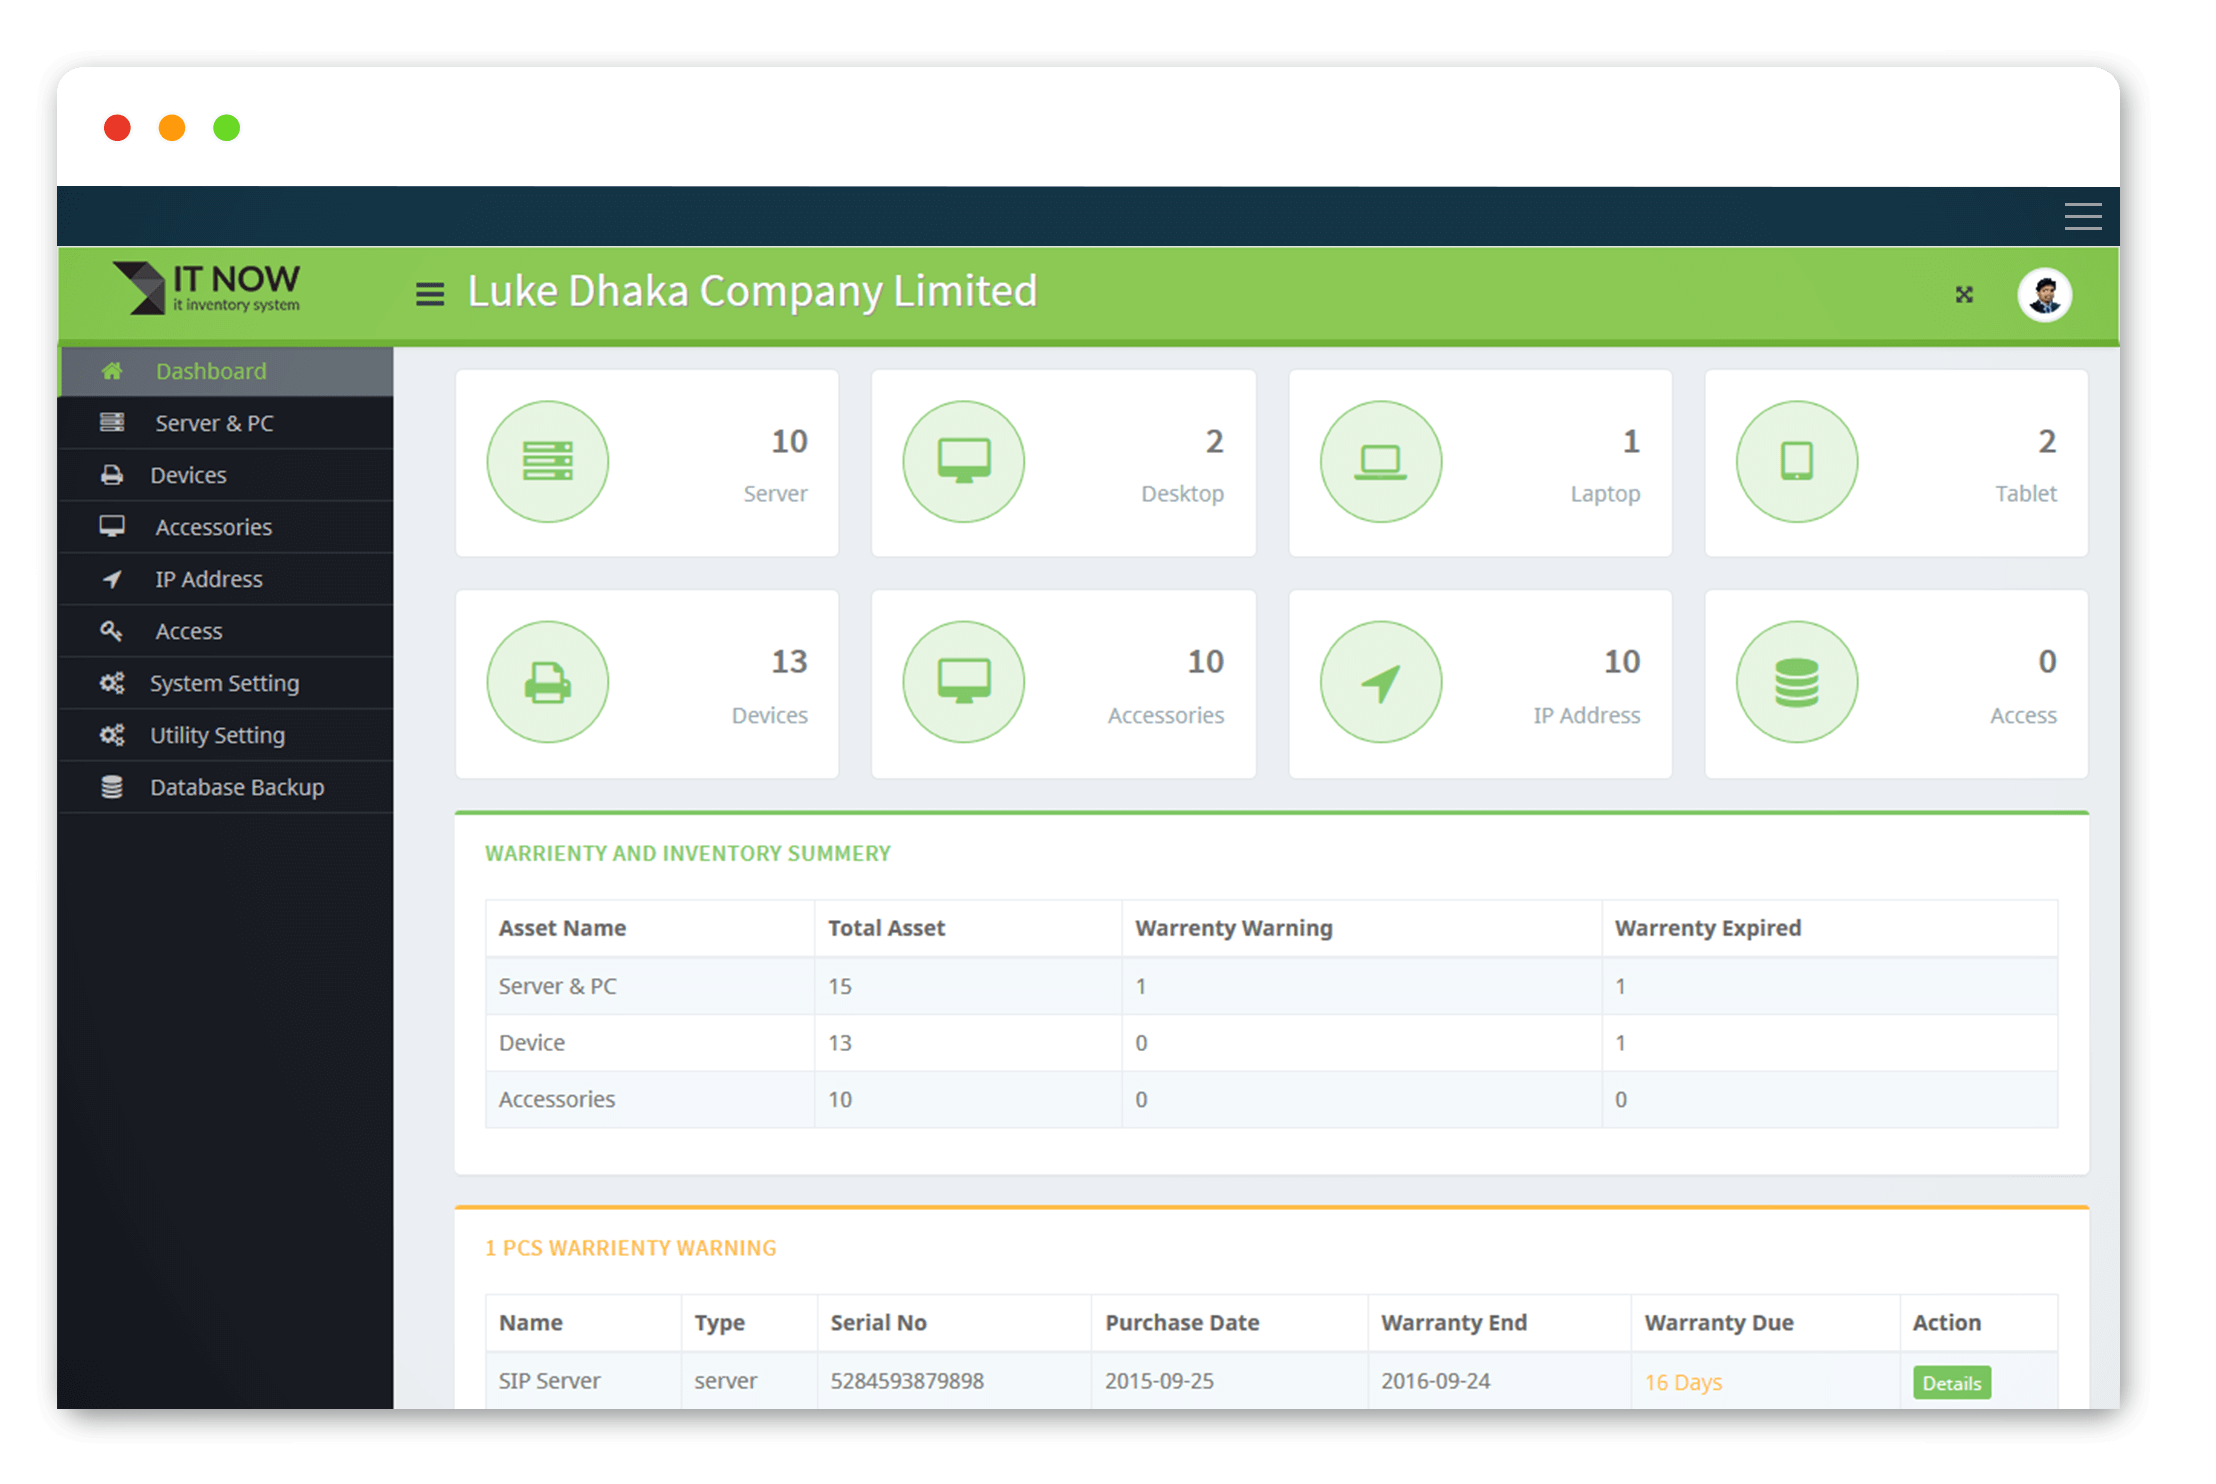 IT NOW
it inventory system
Luke Dhaka Company Limited
Dashboard
Server & PC
Devices
Accessories
IP Address
Access
System Setting
Utility Setting
Database Backup
10
Server
2
Desktop
1
Laptop
2
Tablet
13
Devices
10
Accessories
10
IP Address
0
Access
WARRIENTY AND INVENTORY SUMMERY
Asset Name Total Asset Warrenty Warning Warrenty Expired
Server & PC 15 1 1
Device 13 0 1
Accessories 10 0 0
1 PCS WARRIENTY WARNING
Name Type Serial No Purchase Date Warranty End Warranty Due Action
SIP Server server 5284593879898 2015-09-25 2016-09-24 16 Days Details